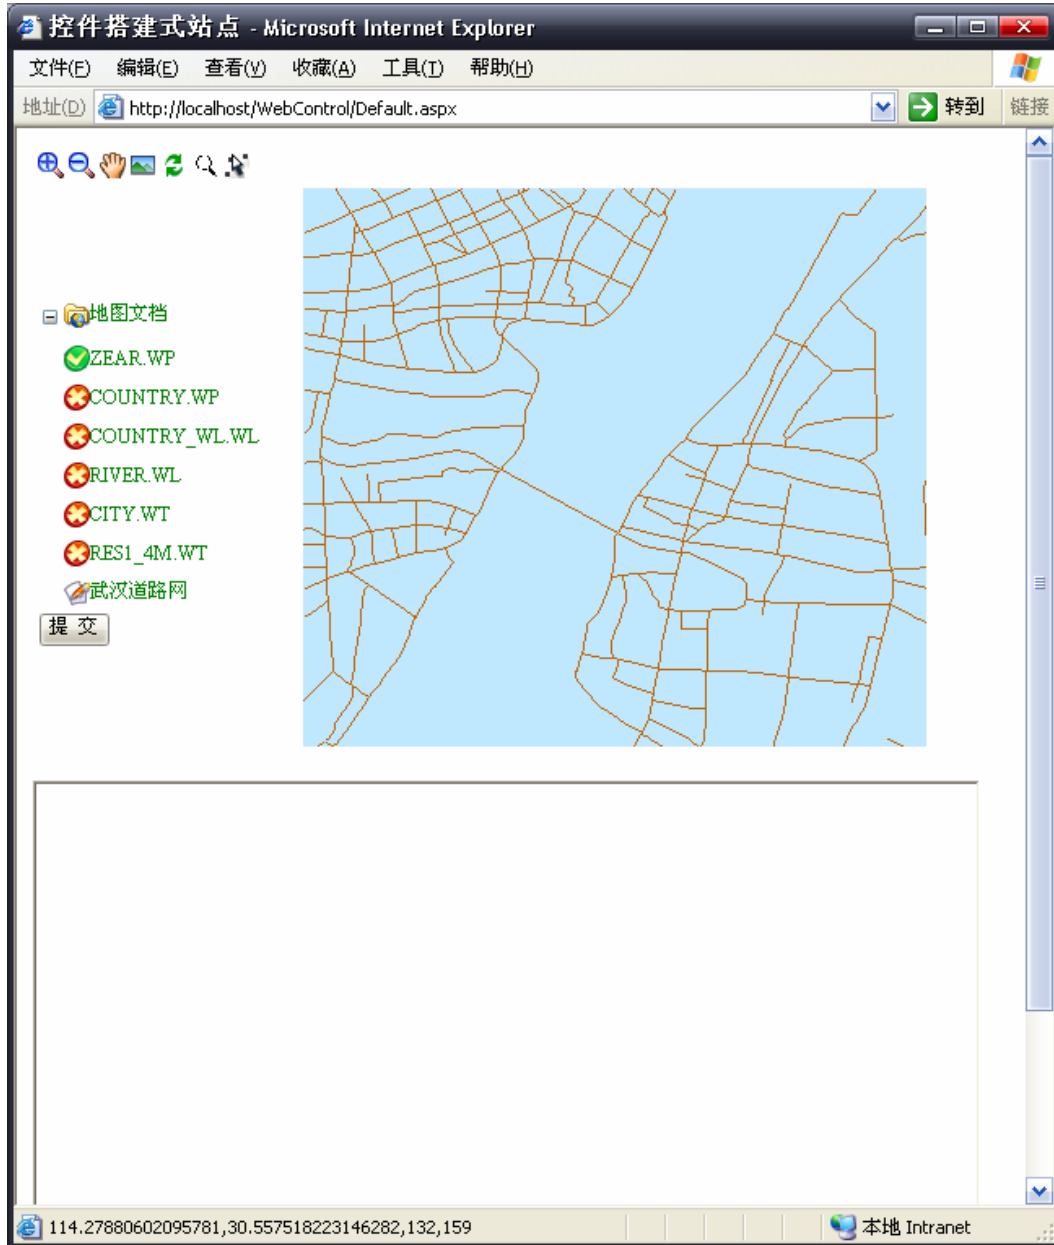 控件搭建式站点 - Microsoft Internet Explorer
文件(F) 编辑(E) 查看(V) 收藏(A) 工具(T) 帮助(H)
地址(D) http://localhost/WebControl/Default.aspx 转到 链接
地图文档
ZEAR.WP
COUNTRY.WP
COUNTRY_WL.WL
RIVER.WL
CITY.WT
RES1_4M.WT
武汉道路网
提 交
114.27880602095781,30.557518223146282,132,159 本地 Intranet